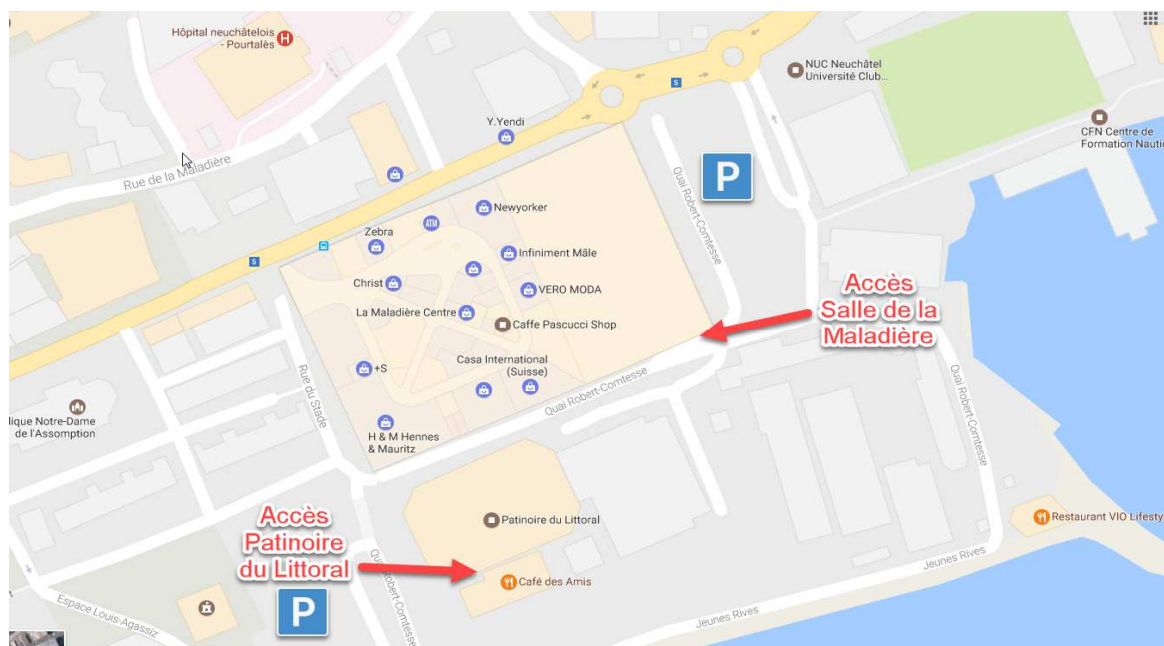 Hôpital neuchâtelois
- Pourtalès
H
5
NUC Neuchâtel
Université Club...
CFN Centre de
Formation Nauti
Y.Yendi
Rue de la Maladière
P
Quai Robert-Comtesse
Newyorker
ATM
Zebra
5
Infiniment Mâle
Christ
VERO MODA
La Maladière Centre
Caffe Pascucci Shop
Accès
Salle de la
Maladière
Casa International
(Suisse)
+S
Rue du Stade
Quai Robert-Comtesse
Quai Robert-Comtesse
lique Notre-Dame
de l'Assomption
H & M Hennes
& Mauritz
Accès
Patinoire
du Littoral
Patinoire du Littoral
Restaurant VIO Lifesty
Café des Amis
Jeunes Rives
P
Quai Robert-Comtesse
Espace Louis-Agassiz
Jeunes Rives